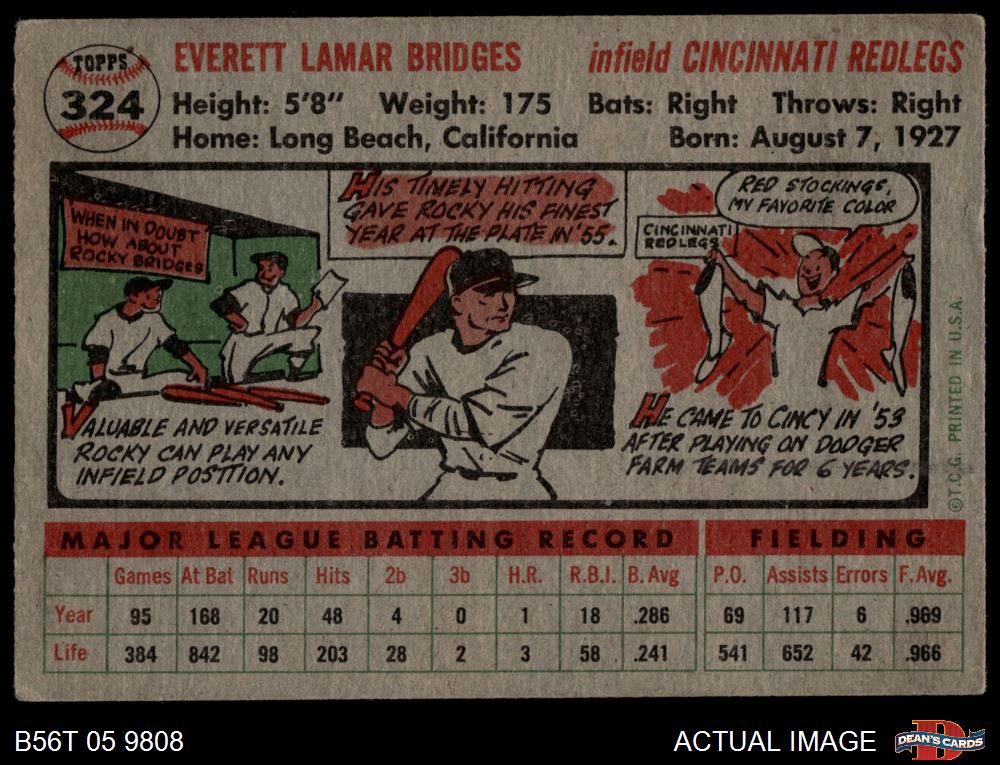 TOPPS
324
EVERETT LAMAR BRIDGES infield CINCINNATI REDLEGS
Height: 5'8" Weight: 175 Bats: Right Throws: Right
Home: Long Beach, California Born: August 7, 1927
WHEN IN DOUBT
HOW ABOUT
ROCKY BRIDGES
VALUABLE AND VERSATILE
ROCKY CAN PLAY ANY
INFIELD POSITION.
HIS TIMELY HITTING
GAVE ROCKY HIS FINEST
YEAR AT THE PLATE IN '55.
RED STOCKINGS,
MY FAVORITE COLOR
CINCINNATI
REDLEGS
HE CAME TO CINCY IN '53
AFTER PLAYING ON DODGER
FARM TEAMS FOR 6 YEARS.
©T.C.G. PRINTED IN U.S.A.
MAJOR LEAGUE BATTING RECORD FIELDING
Games At Bat Runs Hits 2b 3b H.R. R.B.I. B. Avg P.O. Assists Errors F. Avg.
Year 95 168 20 48 4 0 1 18 .286 69 117 6 .969
Life 384 842 98 203 28 2 3 58 .241 541 652 42 .966
B56T 05 9808 ACTUAL IMAGE
DEAN'S CARDS